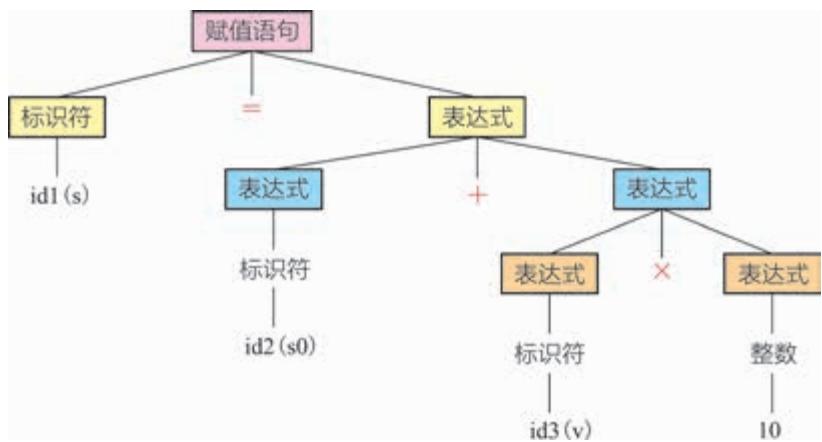 赋值语句
标识符 = 表达式
id1(s) 表达式 + 表达式
标识符 表达式 × 表达式
id2(s0) 标识符 整数
id3(v) 10